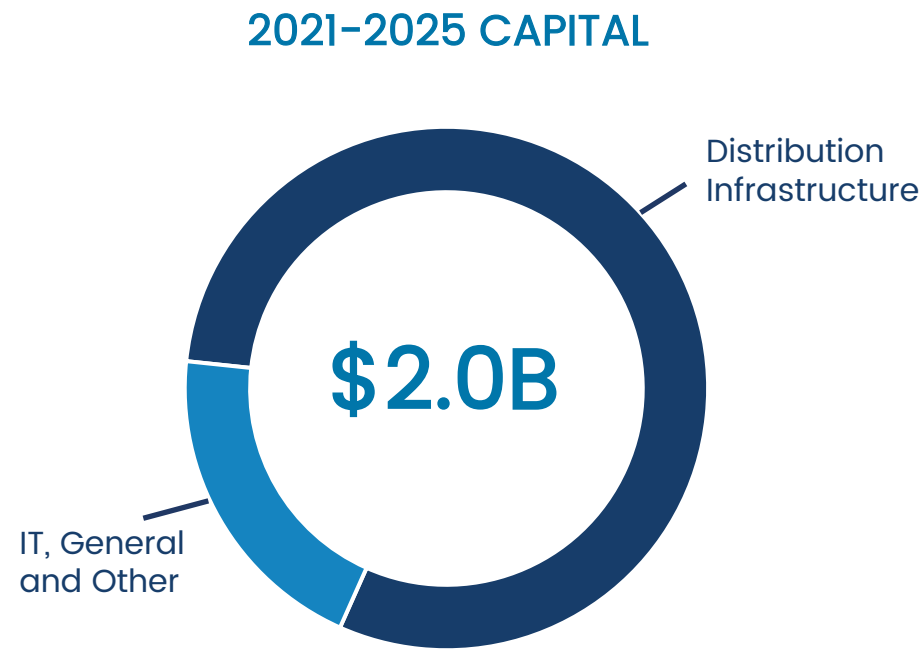 2021-2025 CAPITAL
Distribution
Infrastructure
$2.0B
IT, General
and Other